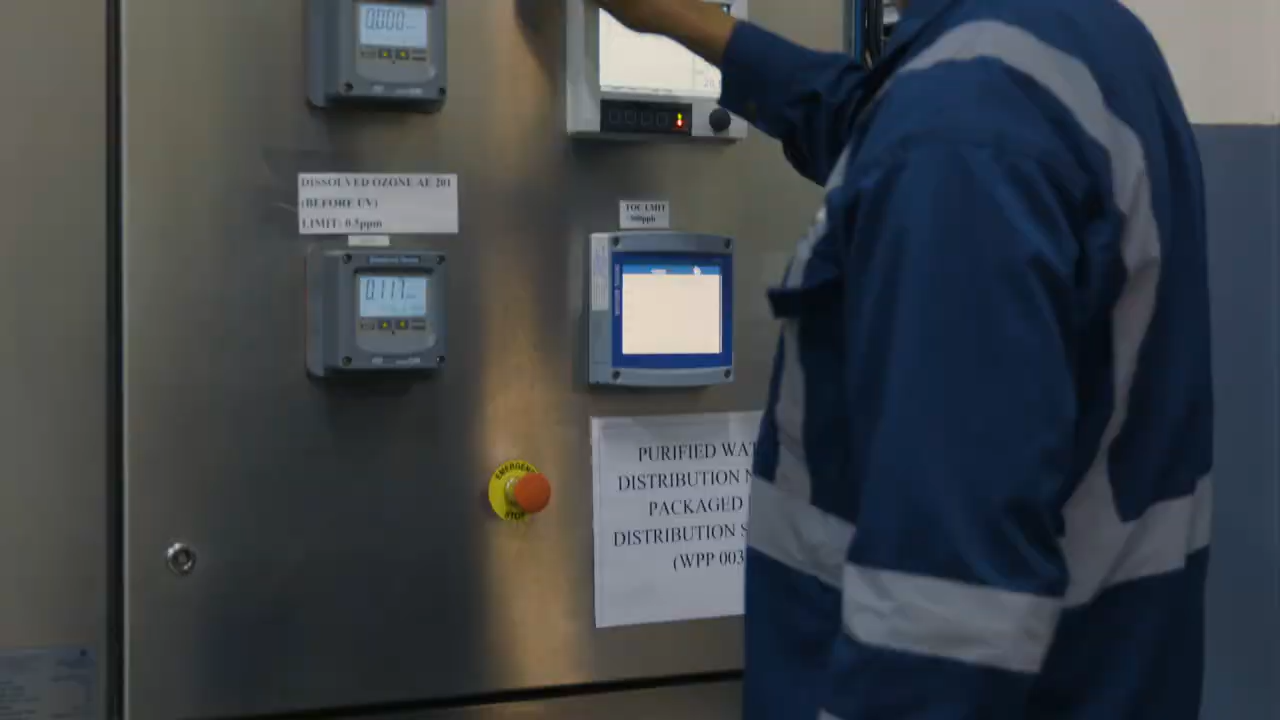 0.000
DISSOLVED OZONE AE 201
(BEFORE UV)
LIMIT: 0.5ppm
TOC LIMIT
500ppb
0.117
EMERGENCY
STOP
PURIFIED WAT
DISTRIBUTION N
PACKAGED
DISTRIBUTION S
(WPP 003